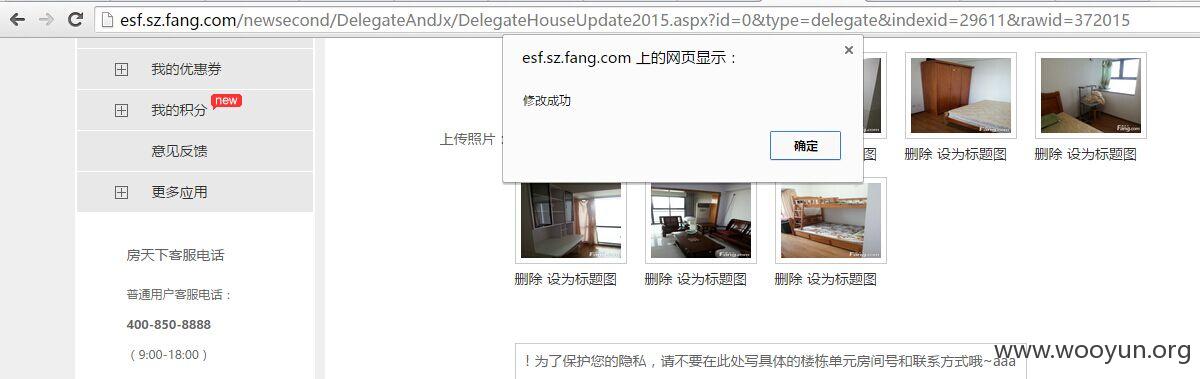 esf.sz.fang.com/newsecond/DelegateAndJx/DelegateHouseUpdate2015.aspx?id=0&type=delegate&indexid=29611&rawid=372015
esf.sz.fang.com 上的网页显示：
修改成功
确定
我的优惠券
我的积分 new
意见反馈
更多应用
房天下客服电话
普通用户客服电话：
400-850-8888
（9:00-18:00）
上传照片：
删除 设为标题图
删除 设为标题图
删除 设为标题图
删除 设为标题图
删除 设为标题图
！为了保护您的隐私，请不要在此处写具体的楼栋单元房间号和联系方式哦~aaa
www.wooyun.org